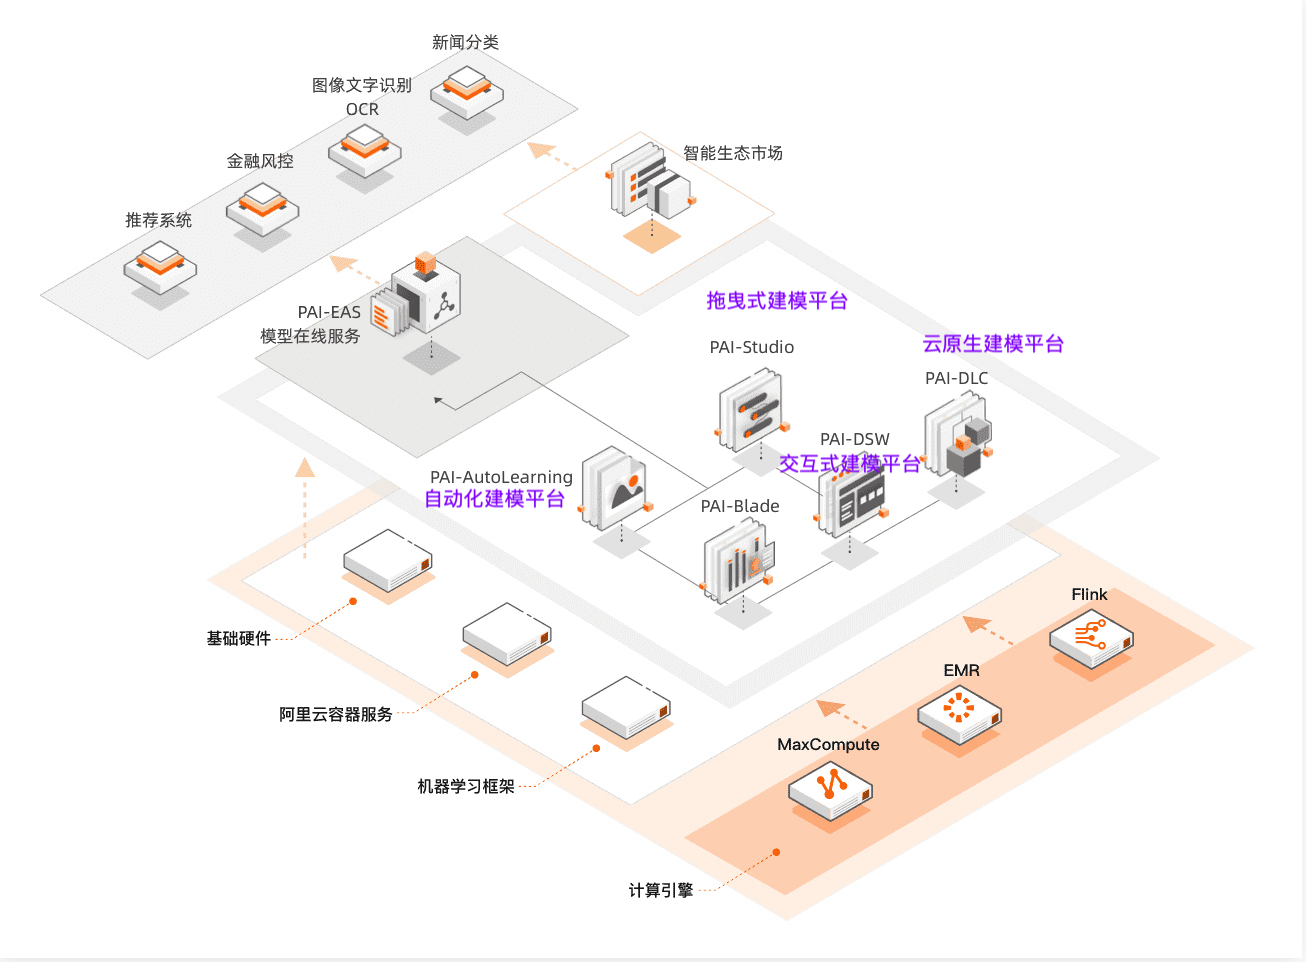 新闻分类
图像文字识别
OCR
金融风控
推荐系统
智能生态市场
PAI-EAS
模型在线服务
拖曳式建模平台
PAI-Studio
云原生建模平台
PAI-DLC
PAI-DSW
交互式建模平台
PAI-AutoLearning
自动化建模平台
PAI-Blade
Flink
基础硬件
EMR
阿里云容器服务
MaxCompute
机器学习框架
计算引擎